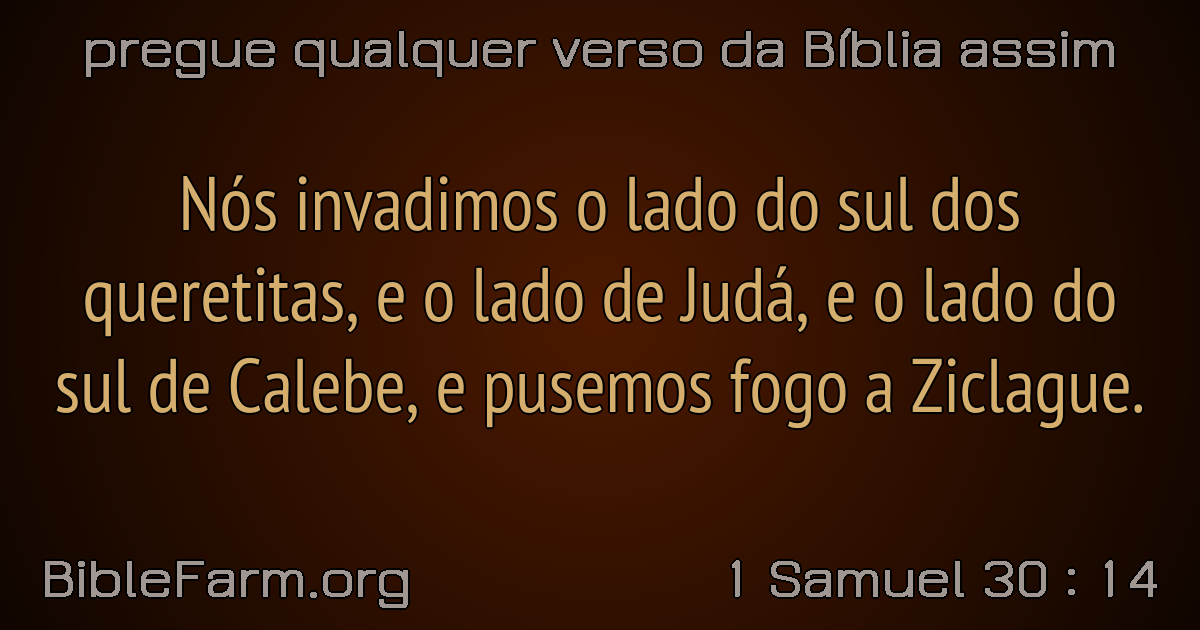 pregue qualquer verso da Bíblia assim
Nós invadimos o lado do sul dos
queretitas, e o lado de Judá, e o lado do
sul de Calebe, e pusemos fogo a Ziclague.
BibleFarm.org
1 Samuel 30 : 14